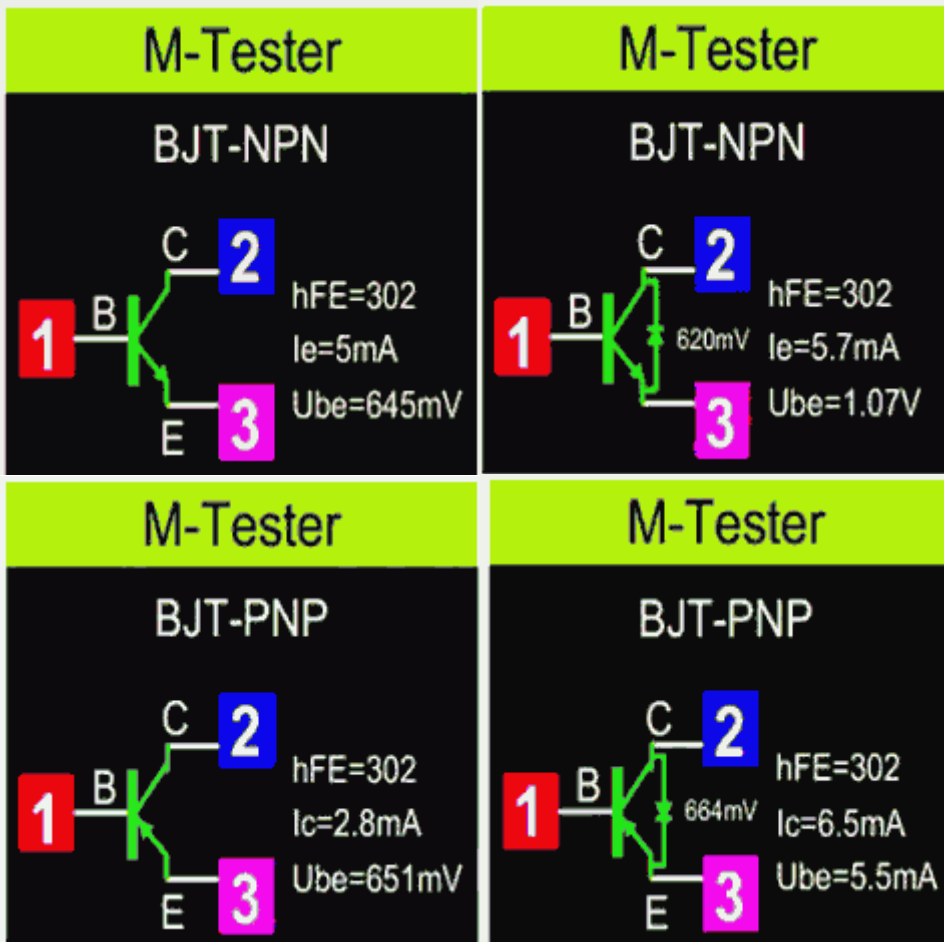 M-Tester
BJT-NPN
C
2
1
B
hFE=302
Ie=5mA
Ube=645mV
3
E
M-Tester
BJT-NPN
C
2
1
B
620mV
hFE=302
Ie=5.7mA
Ube=1.07V
3
M-Tester
BJT-PNP
C
2
1
B
hFE=302
Ic=2.8mA
Ube=651mV
3
E
M-Tester
BJT-PNP
C
2
1
B
664mV
hFE=302
Ic=6.5mA
Ube=5.5mA
3
E